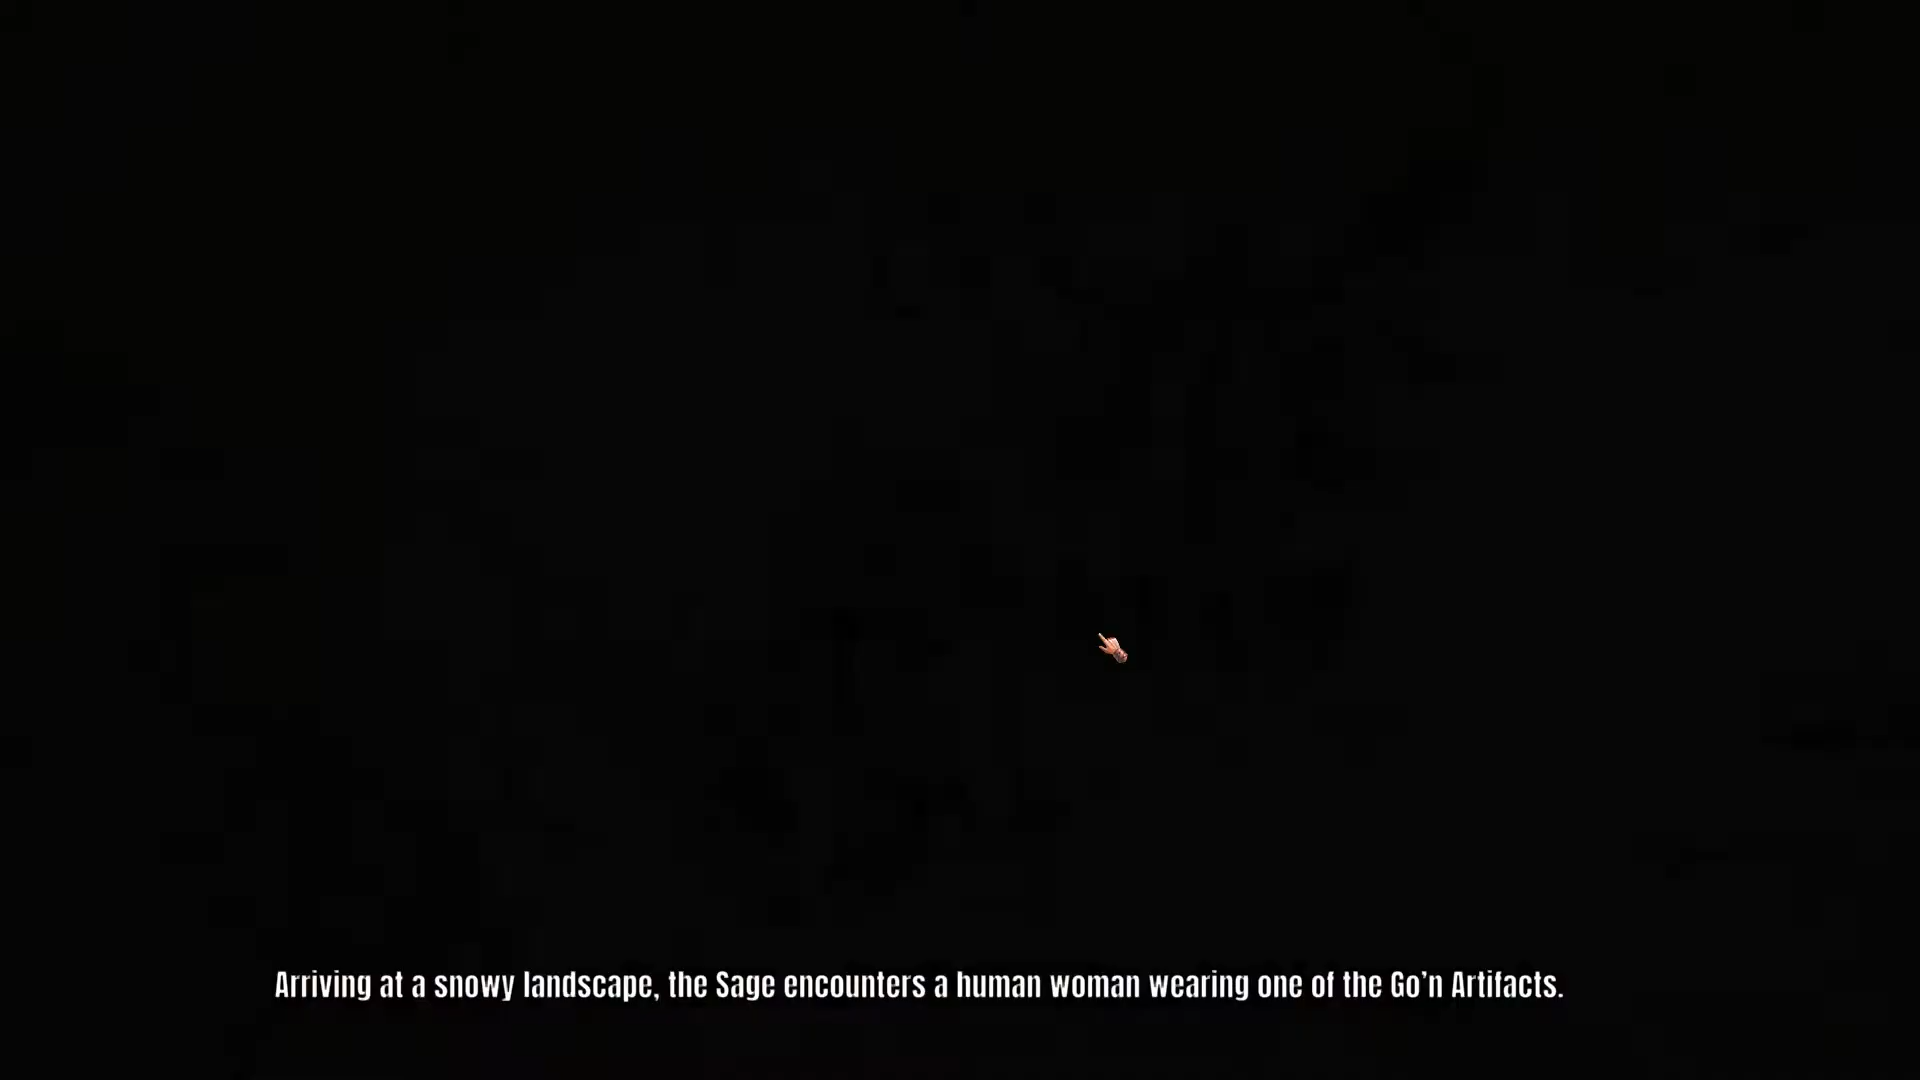 Arriving at a snowy landscape, the Sage encounters a human woman wearing one of the Go’n Artifacts.